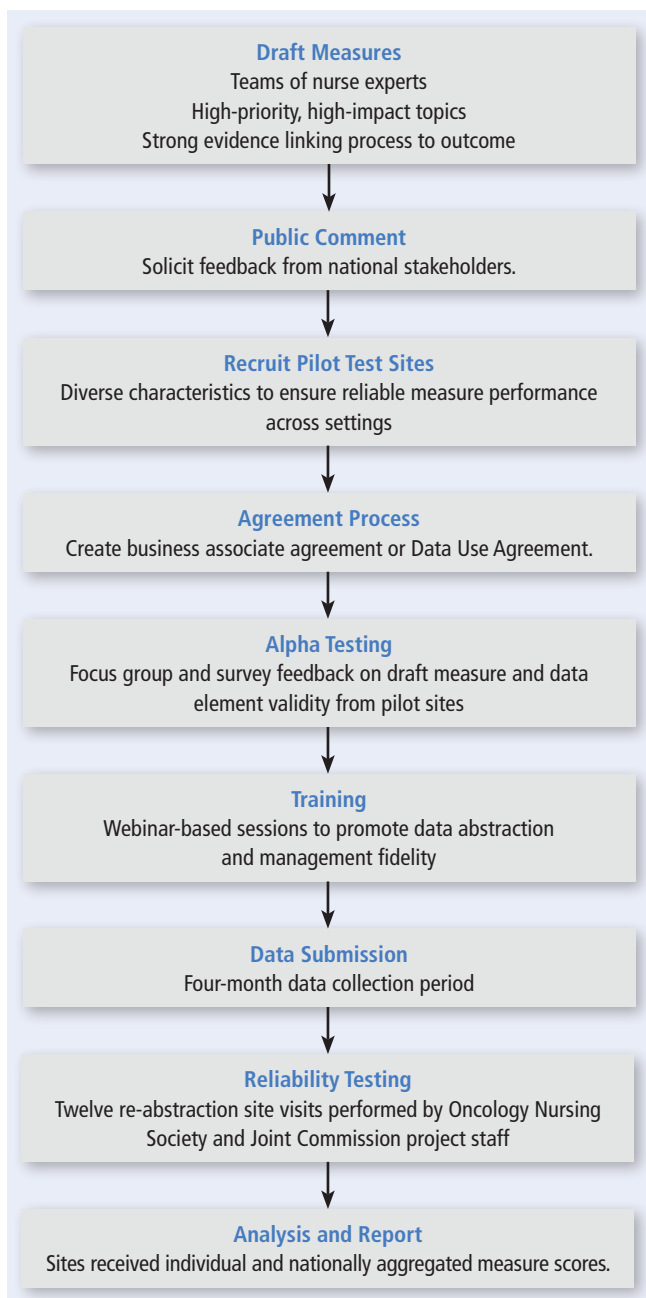 Draft Measures
Teams of nurse experts
High-priority, high-impact topics
Strong evidence linking process to outcome
Public Comment
Solicit feedback from national stakeholders.
Recruit Pilot Test Sites
Diverse characteristics to ensure reliable measure performance
across settings
Agreement Process
Create business associate agreement or Data Use Agreement.
Alpha Testing
Focus group and survey feedback on draft measure and data
element validity from pilot sites
Training
Webinar-based sessions to promote data abstraction
and management fidelity
Data Submission
Four-month data collection period
Reliability Testing
Twelve re-abstraction site visits performed by Oncology Nursing
Society and Joint Commission project staff
Analysis and Report
Sites received individual and nationally aggregated measure scores.